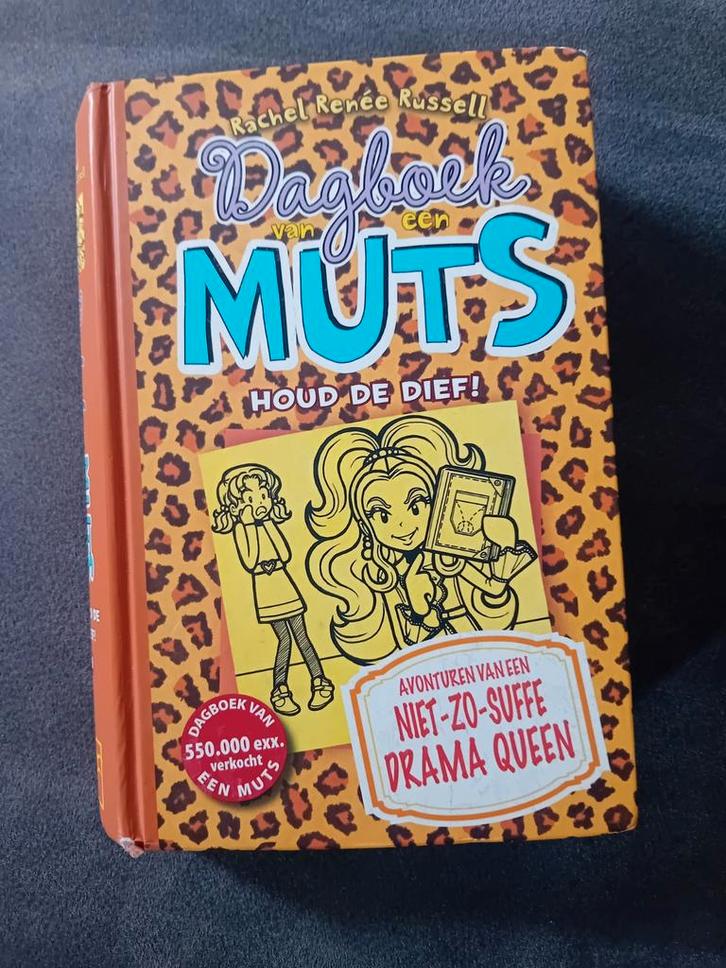 Rachel Renée Russell
Dagboek
van een
MUTS
HOUD DE DIEF!
AVONTUREN VAN EEN
NIET-ZO-SUFFE
DRAMA QUEEN
DAGBOEK VAN
550.000 exx.
verkocht
EEN MUTS